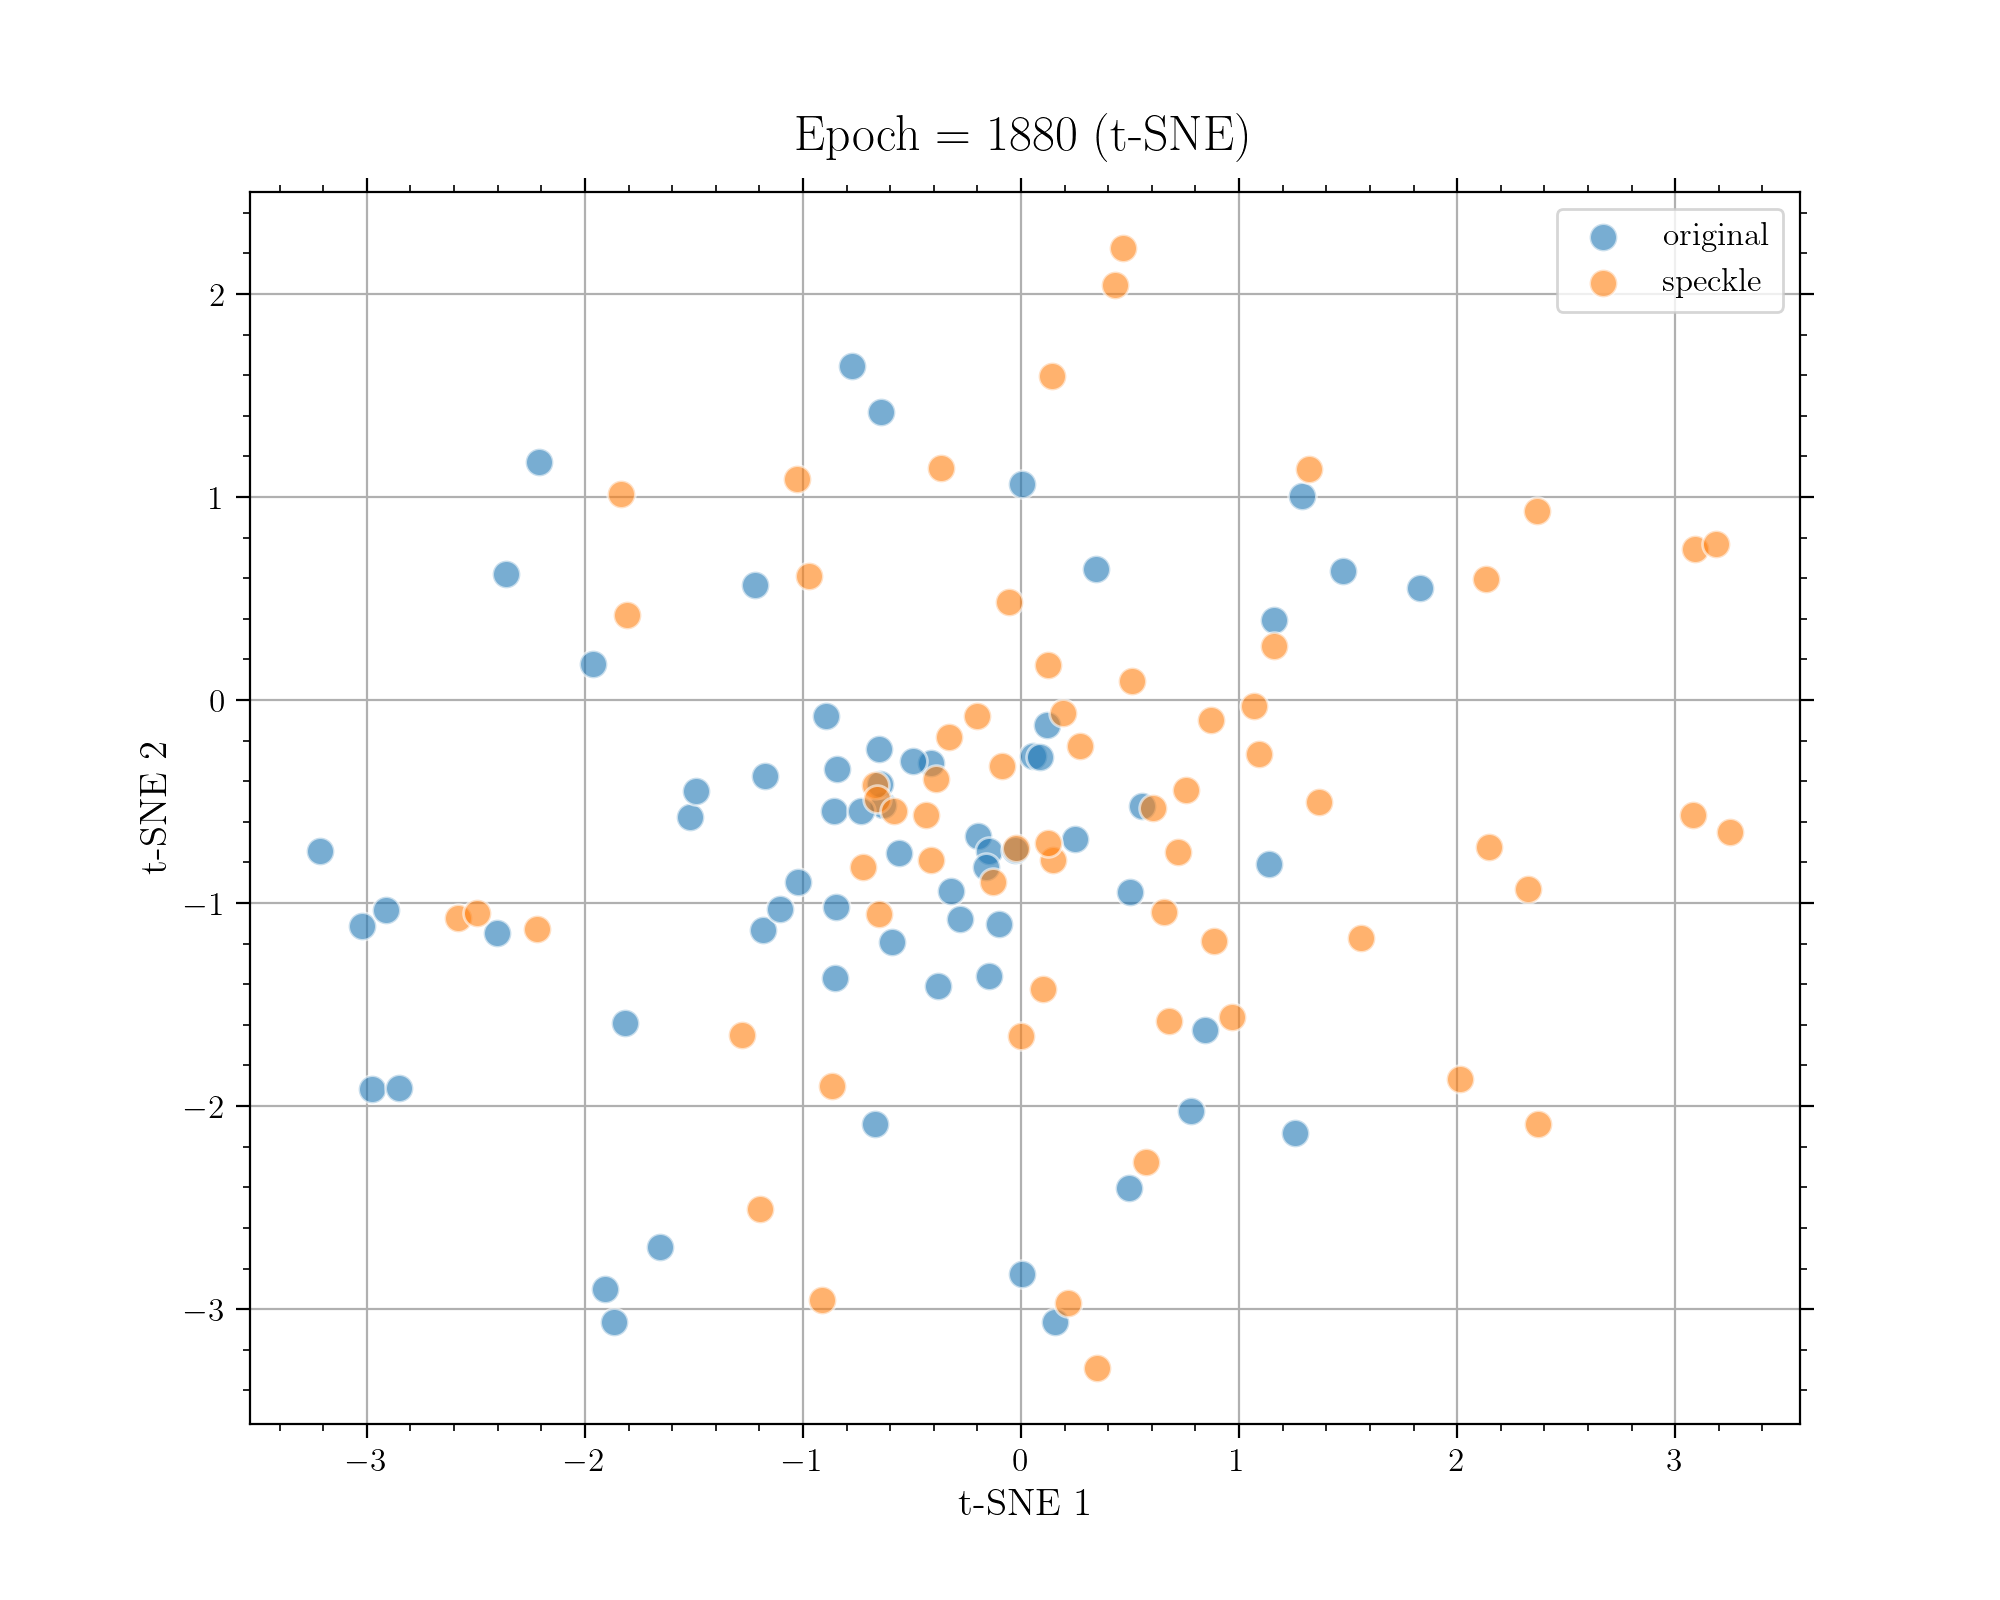 Epoch = 1880 (t-SNE)
original
speckle
2
1
0
−1
−2
−3
t-SNE 2
−3
−2
−1
0
1
2
3
t-SNE 1